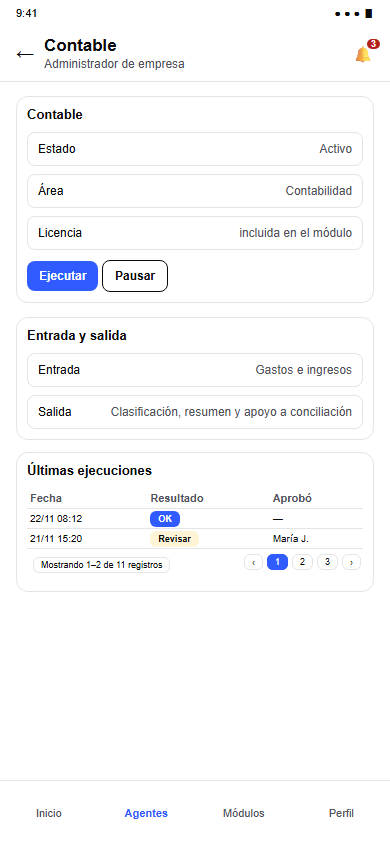 9:41
← Contable
Administrador de empresa
3
Contable
Estado Activo
Área Contabilidad
Licencia incluida en el módulo
Ejecutar Pausar
Entrada y salida
Entrada Gastos e ingresos
Salida Clasificación, resumen y apoyo a conciliación
Últimas ejecuciones
Fecha Resultado Aprobó
22/11 08:12 OK —
21/11 15:20 Revisar María J.
Mostrando 1–2 de 11 registros ‹ 1 2 3 ›
Inicio Agentes Módulos Perfil